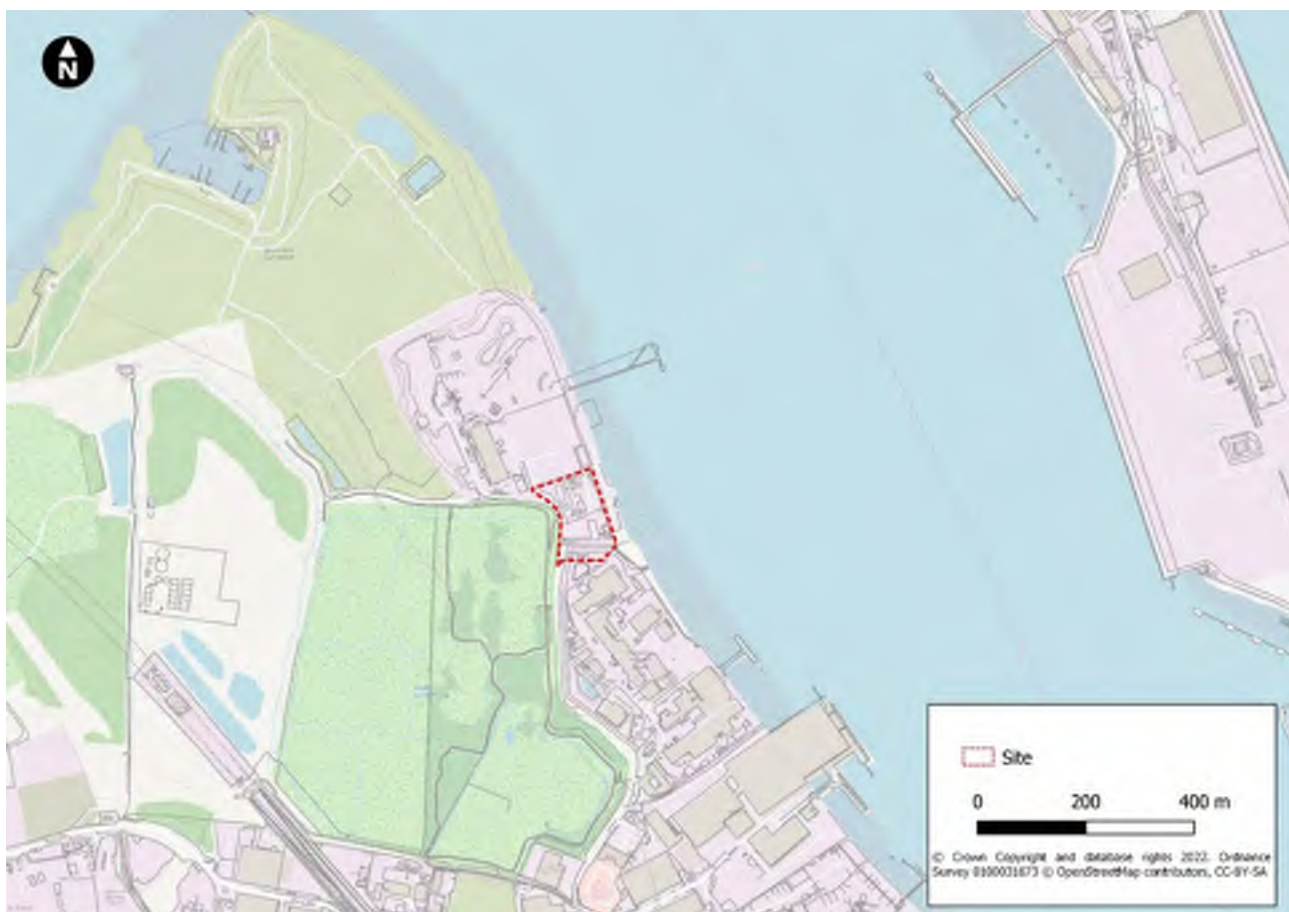 N
Site
0 200 400 m
© Crown Copyright and database rights 2022. Ordnance
Survey 0100031673 © OpenStreetMap contributors, CC-BY-SA